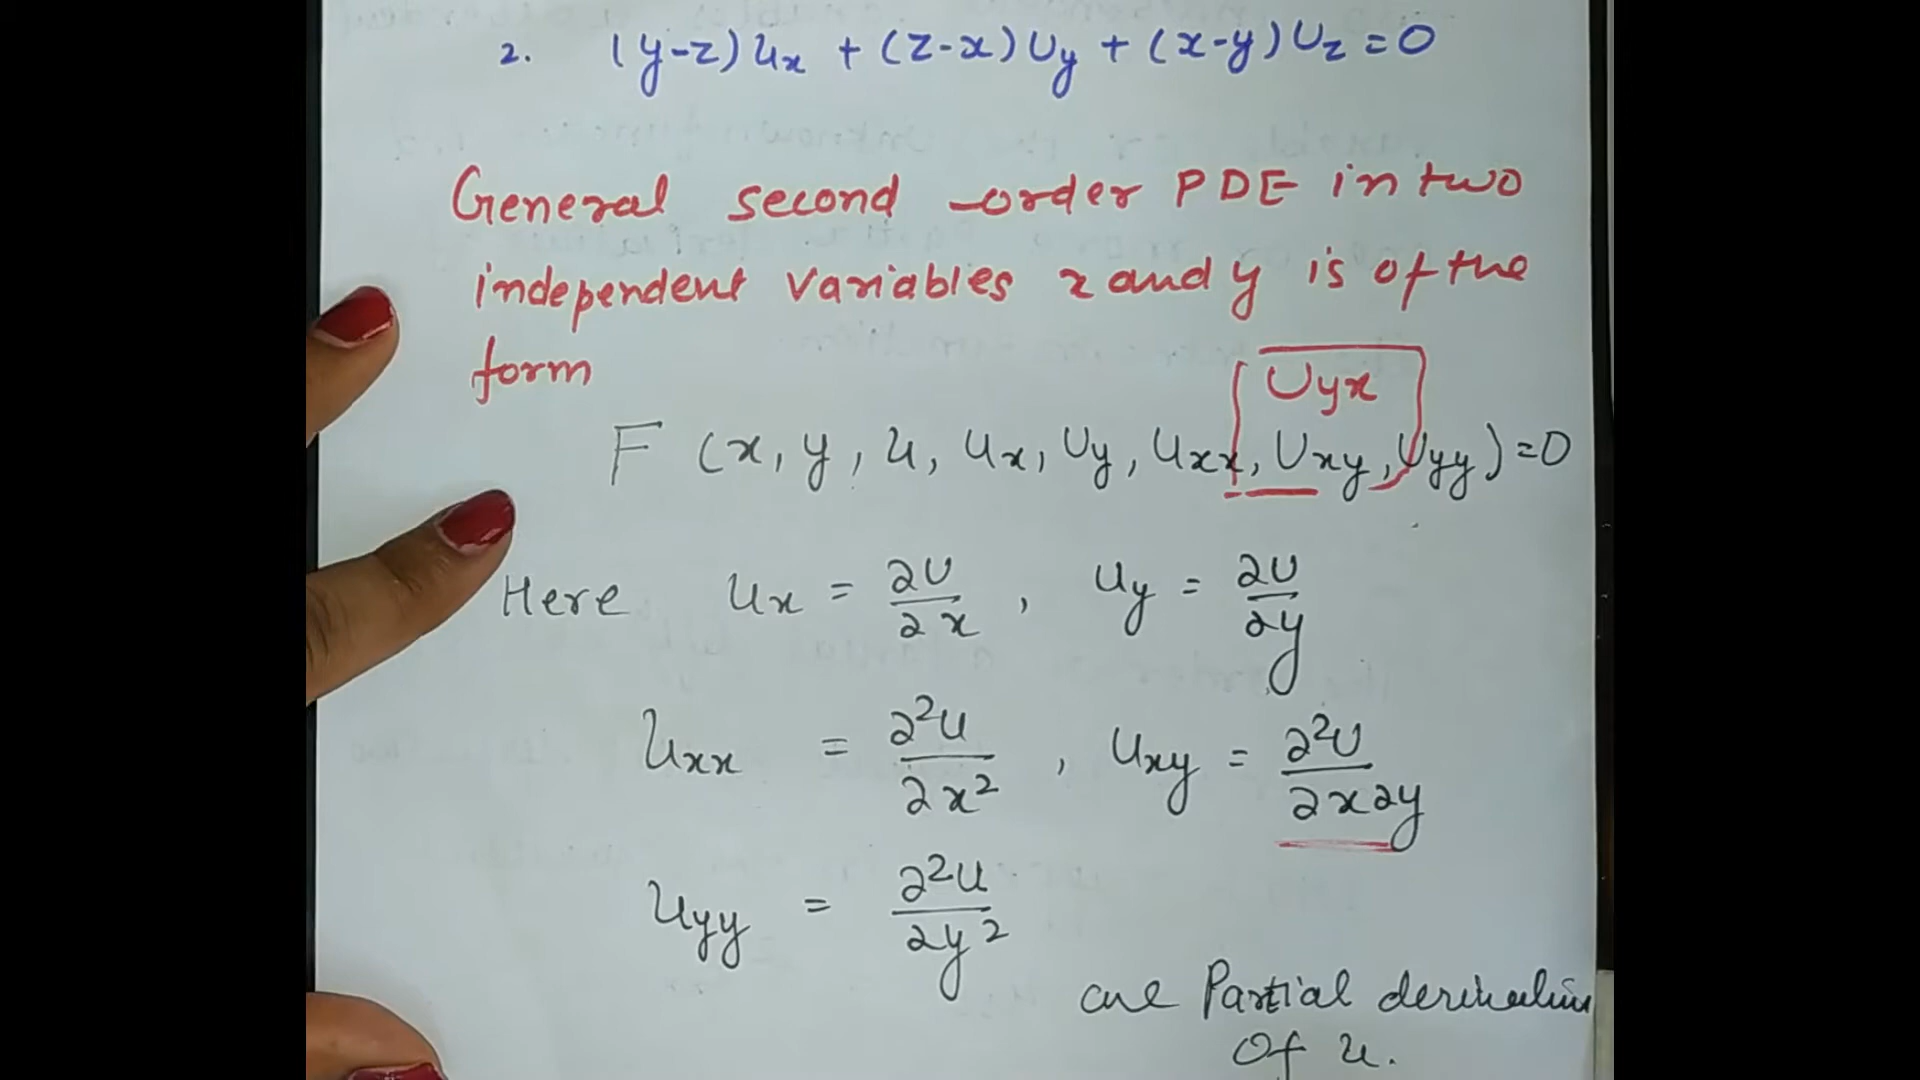 2. (y-z) Ux + (z-x) Uy + (x-y) Uz = 0
General second-order PDE in two
independent variables x and y is of the
form
Uyx
F (x, y, u, ux, Uy, Uxx, Uxy, Uyy) = 0
Here ux = ∂U/∂x , uy = ∂U/∂y
Uxx = ∂²u/∂x² , Uxy = ∂²U/∂x∂y
Uyy = ∂²u/∂y²
are Partial
Of u.